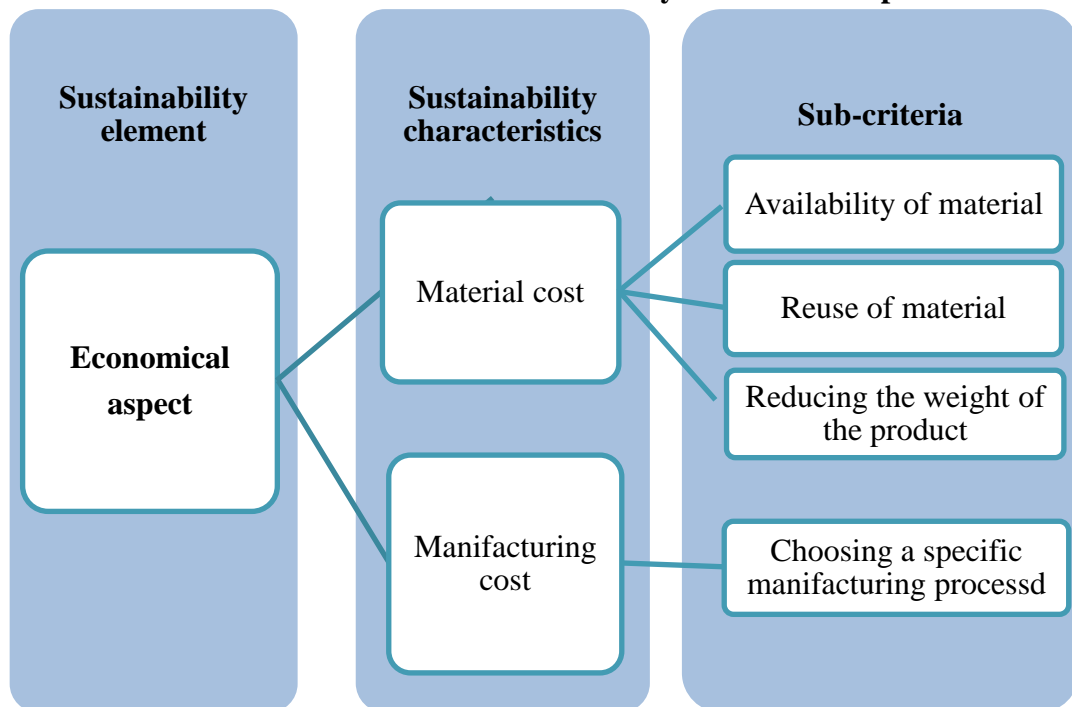 Sustainability
element
Sustainability
characteristics
Sub-criteria
Economical
aspect
Material cost
Manifacturing
cost
Availability of material
Reuse of material
Reducing the weight of
the product
Choosing a specific
manifacturing processd